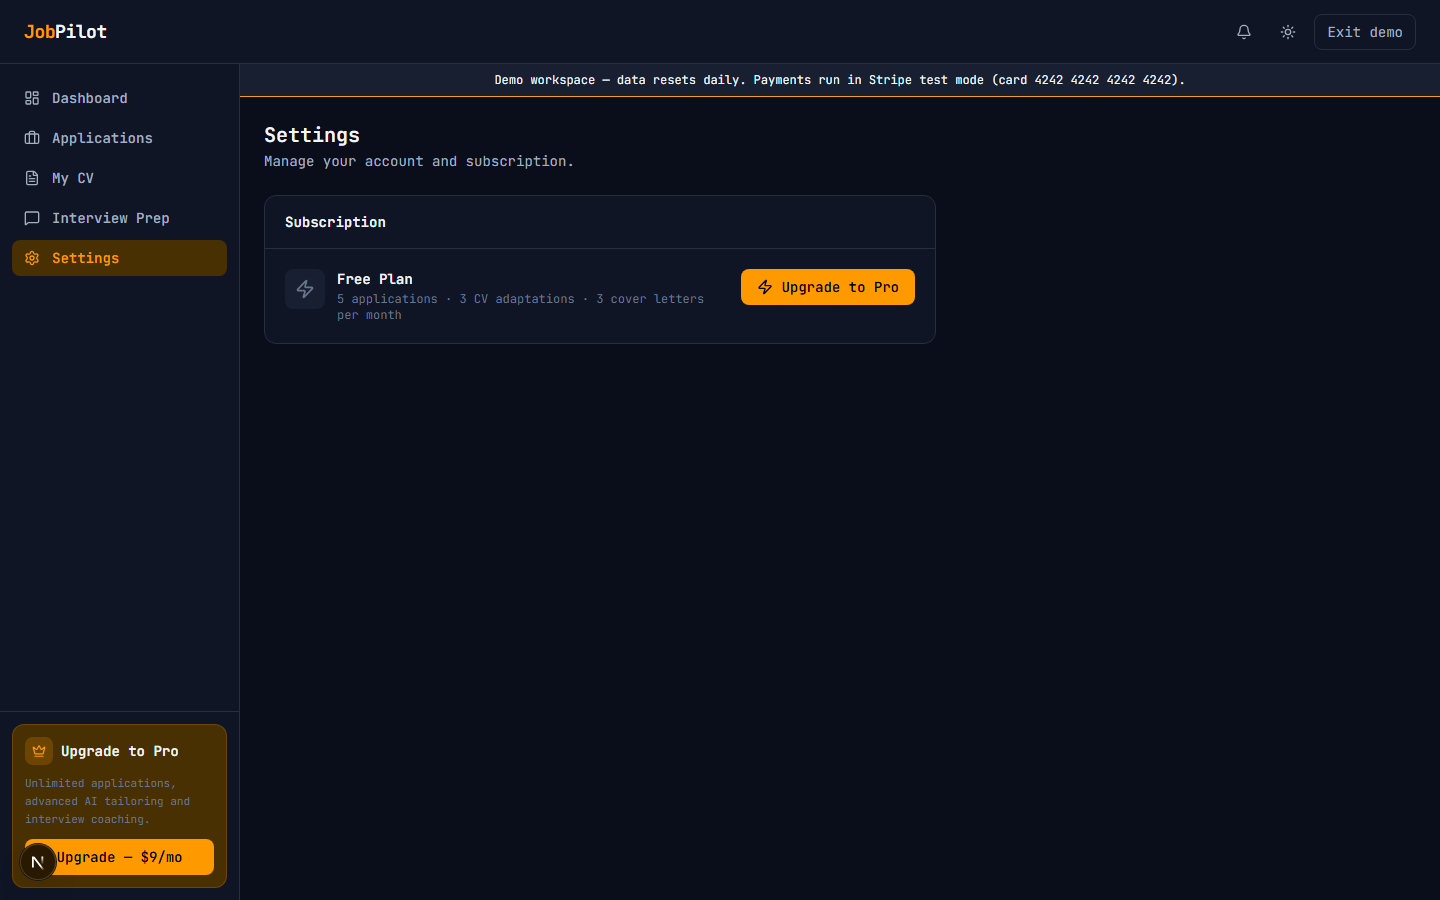 JobPilot
Exit demo
Dashboard
Applications
My CV
Interview Prep
Settings
Demo workspace — data resets daily. Payments run in Stripe test mode (card 4242 4242 4242 4242).
Settings
Manage your account and subscription.
Subscription
Free Plan
5 applications · 3 CV adaptations · 3 cover letters
per month
Upgrade to Pro
Upgrade to Pro
Unlimited applications,
advanced AI tailoring and
interview coaching.
Upgrade — $9/mo
N